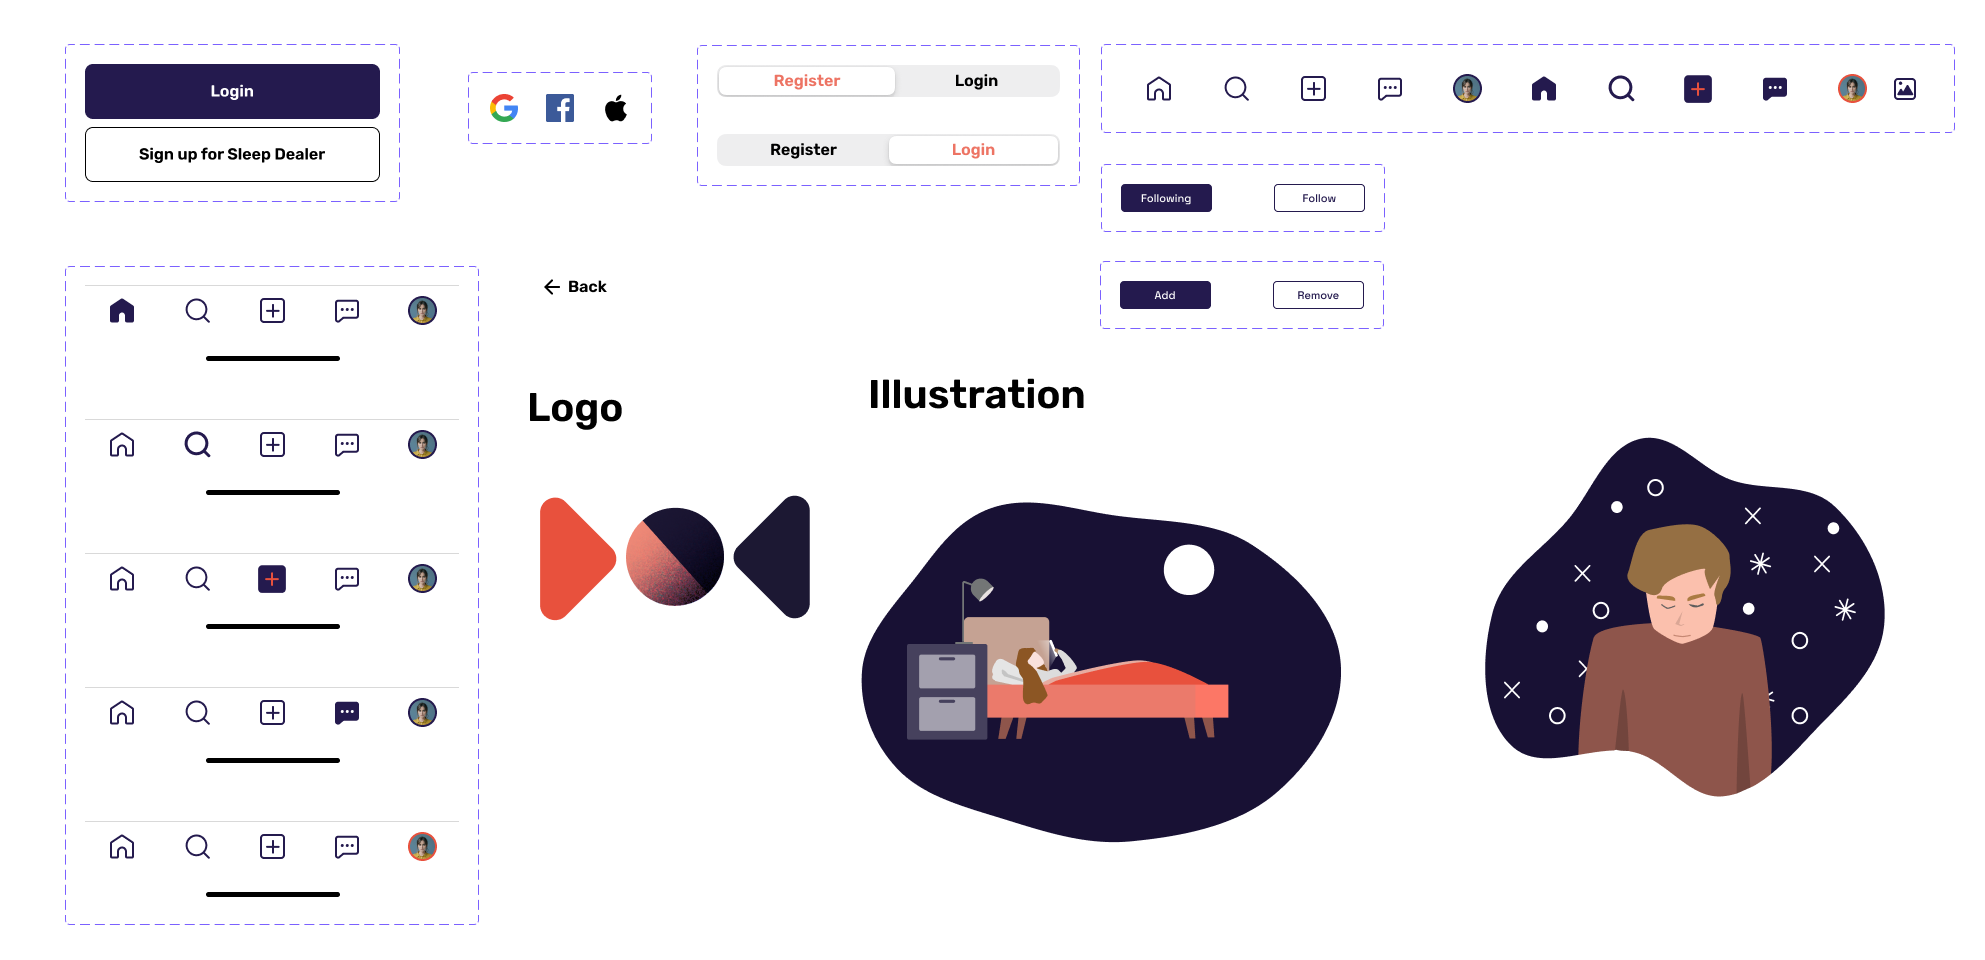 Login
Sign up for Sleep Dealer
Register
Login
Register
Login
Following
Follow
Add
Remove
Back
Logo
Illustration